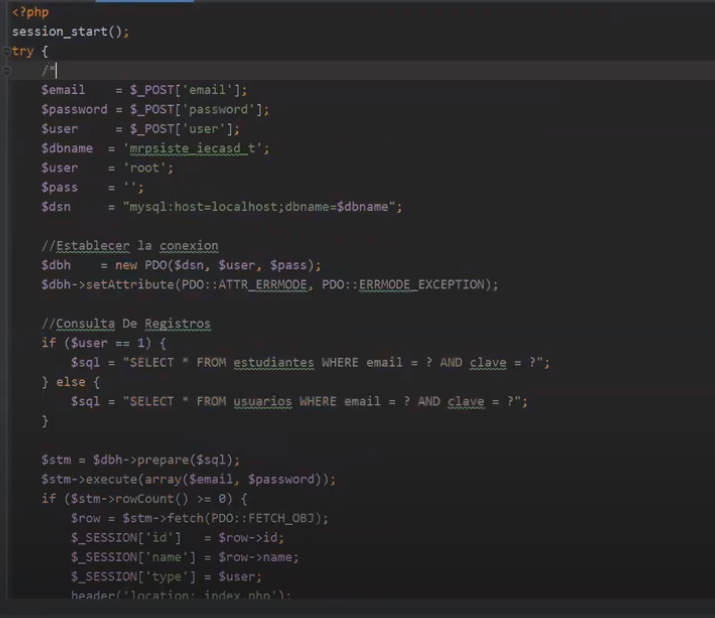 <?php
session_start();
try {
    /*
    $email    = $_POST['email'];
    $password = $_POST['password'];
    $user     = $_POST['user'];
    $dbname  = 'mrpsiste_iecasd_t';
    $user    = 'root';
    $pass    = '';
    $dsn     = "mysql:host=localhost;dbname=$dbname";
    //Establecer la conexion
    $dbh    = new PDO($dsn, $user, $pass);
    $dbh->setAttribute(PDO::ATTR_ERRMODE, PDO::ERRMODE_EXCEPTION);
    //Consulta De Registros
    if ($user == 1) {
        $sql = "SELECT * FROM estudiantes WHERE email = ? AND clave = ?";
    } else {
        $sql = "SELECT * FROM usuarios WHERE email = ? AND clave = ?";
    }
    $stm = $dbh->prepare($sql);
    $stm->execute(array($email, $password));
    if ($stm->rowCount() >= 0) {
        $row = $stm->fetch(PDO::FETCH_OBJ);
        $_SESSION['id']   = $row->id;
        $_SESSION['name'] = $row->name;
        $_SESSION['type'] = $user;
        header('location: index.php');